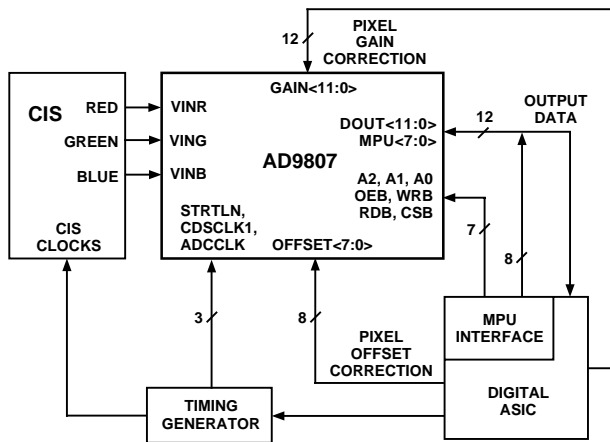 PIXEL
GAIN
CORRECTION
12
GAIN<11:0>
CIS
RED
GREEN
BLUE
CIS
CLOCKS
VINR
VING
VINB
AD9807
DOUT<11:0>
MPU<7:0>
12
OUTPUT
DATA
A2, A1, A0
OEB, WRB
RDB, CSB
STRTLN,
CDSCLK1,
ADCCLK
OFFSET<7:0>
7
8
3
8
PIXEL
OFFSET
CORRECTION
MPU
INTERFACE
DIGITAL
ASIC
TIMING
GENERATOR